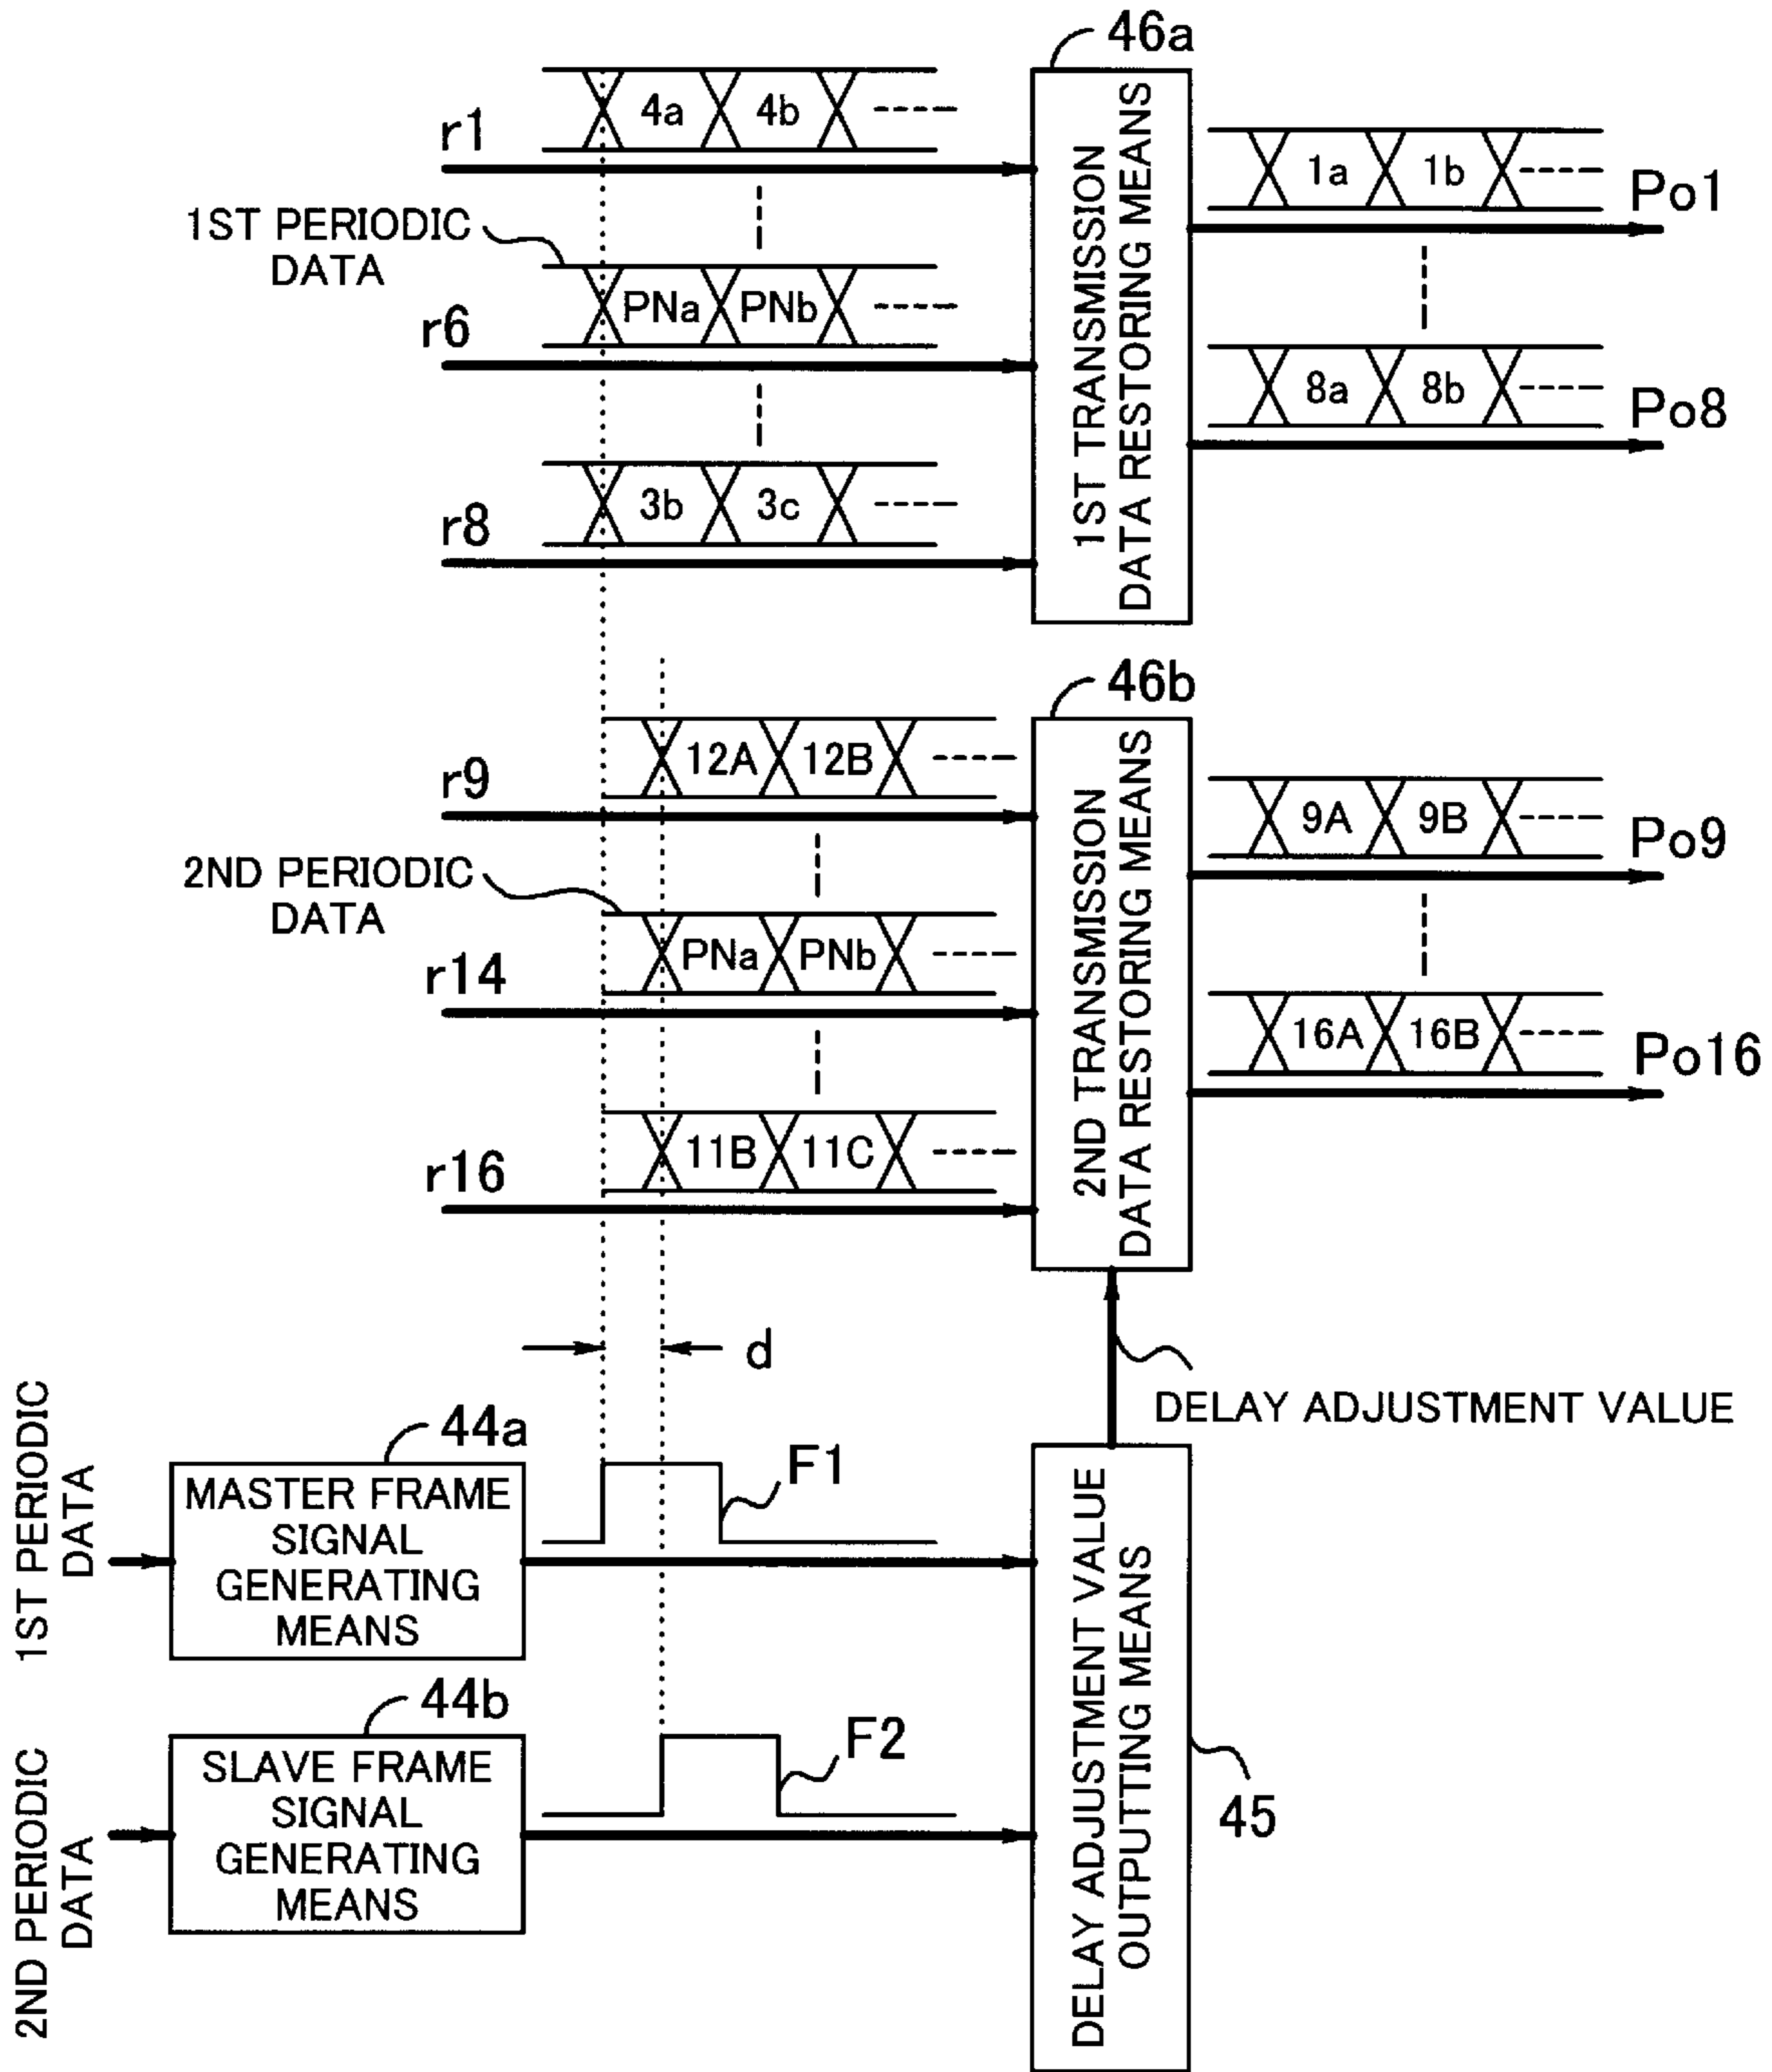 46a
4a 4b
r1
1ST PERIODIC
DATA
PNa PNb
r6
3b 3c
r8
1ST TRANSMISSION
DATA RESTORING MEANS
1a 1b
Po1
8a 8b
Po8
46b
12A 12B
r9
2ND PERIODIC
DATA
PNa PNb
r14
11B 11C
r16
2ND TRANSMISSION
DATA RESTORING MEANS
9A 9B
Po9
16A 16B
Po16
d
DELAY ADJUSTMENT VALUE
1ST PERIODIC
DATA
44a
MASTER FRAME
SIGNAL
GENERATING
MEANS
F1
2ND PERIODIC
DATA
44b
SLAVE FRAME
SIGNAL
GENERATING
MEANS
F2
DELAY ADJUSTMENT VALUE
OUTPUTTING MEANS
45